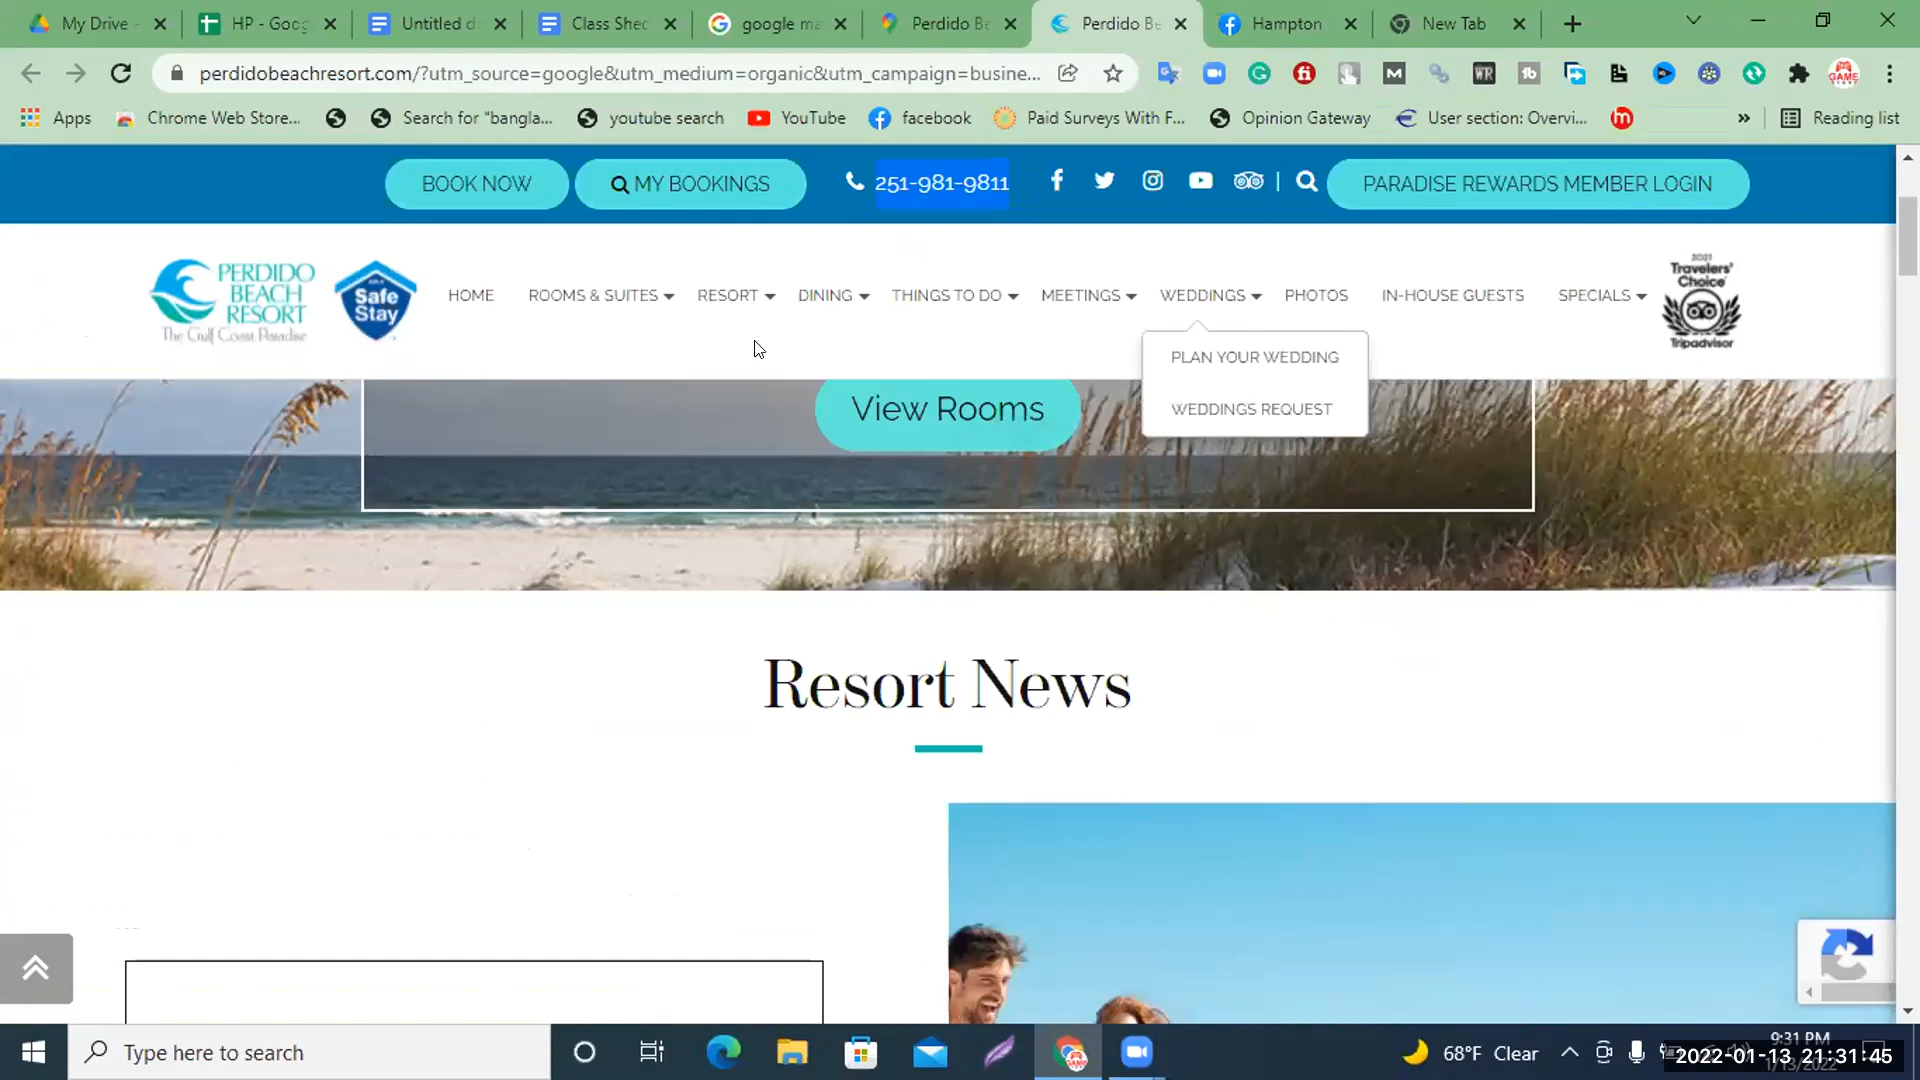 My Drive -
HP - Goog
Untitled d
Class Shed
google ma
Perdido Be
Perdido Be
Hampton
New Tab
perdidobeachresort.com/?utm_source=google&utm_medium=organic&utm_campaign=busine...
Apps
Chrome Web Store...
Search for "bangla...
youtube search
YouTube
facebook
Paid Surveys With F...
Opinion Gateway
User section: Overvi...
Reading list
BOOK NOW
MY BOOKINGS
251-981-9811
PARADISE REWARDS MEMBER LOGIN
PERDIDO
BEACH
RESORT
The Gulf Coast Paradise
Safe
Stay
HOME
ROOMS & SUITES
RESORT
DINING
THINGS TO DO
MEETINGS
WEDDINGS
PHOTOS
IN-HOUSE GUESTS
SPECIALS
2021
Travelers'
Choice
Tripadvisor
PLAN YOUR WEDDING
WEDDINGS REQUEST
View Rooms
Resort News
Type here to search
68°F Clear
9:31 PM
1/13/2022
2022-01-13 21:31:45